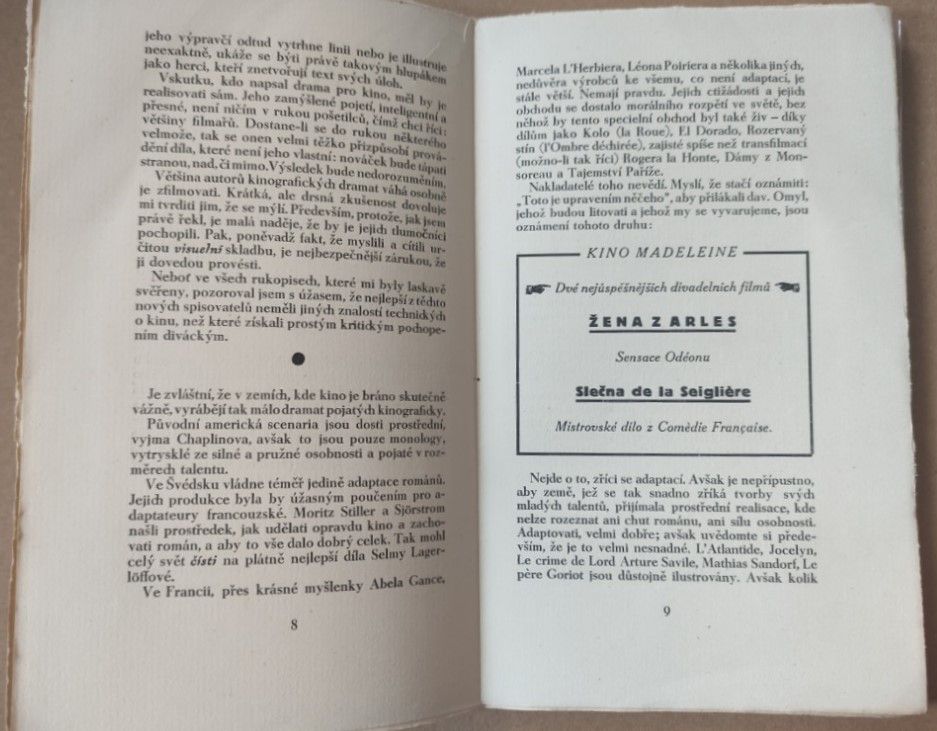 jeho výpravčí odtud vytrhne linii nebo je illustruje
neexaktně, ukáže se býti právě takovým hlupákem
jako herci, kteří znetvořují text svých úloh.
Vskutku, kdo napsal drama pro kino, měl by je
realisovati sám. Jeho zamýšlené pojetí, inteligentní a
přesné, není ničím v rukou pošetilců, čímž chci říci:
většiny filmařů. Dostane-li se do rukou některého
velmože, tak se onen velmi těžko přizpůsobí prová-
dění díla, které není jeho vlastní: nováček bude tápati
stranou, nad, či mimo. Výsledek bude nedorozuměním.
Většina autorů kinografických dramat váhá osobně
je zfilmovati. Krátká, ale drsná zkušenost dovoluje
mi tvrditi jim, že se mýlí. Především, protože, jak jsem
právě řekl, je malá naděje, že by je jejich tlumočníci
pochopili. Pak, poněvadž fakt, že myslili a cítili ur-
čitou visuelní skladbu, je nejbezpečnější zárukou, že
ji dovedou provésti.
Neboť ve všech rukopisech, které mi byly laskavě
svěřeny, pozoroval jsem s úžasem, že nejlepší z těchto
nových spisovatelů neměli jiných znalostí technických
o kinu, než které získali prostým kritickým pochope-
ním diváckým.
Je zvláštní, že v zemích, kde kino je bráno skutečně
vážně, vyrábějí tak málo dramat pojatých kinograficky.
Původní americká scenaria jsou dosti prostřední,
vyjma Chaplinova, avšak to jsou pouze monology,
vytrysklé ze silné a pružné osobnosti a pojaté v roz-
měrech talentu.
Ve Švédsku vládne téměř jedině adaptace románů.
Jejich produkce byla by úžasným poučením pro a-
daptateury francouzské. Moritz Stiller a Sjörstrom
našli prostředek, jak udělati opravdu kino a zacho-
vati román, a aby to vše dalo dobrý celek. Tak mohl
celý svět čísti na plátně nejlepší díla Selmy Lager-
löffové.
Ve Francii, přes krásné myšlenky Abela Gance,
8
Marcela L'Herbiera, Léona Poiriera a několika jiných,
nedůvěra výrobců ke všemu, co není adaptací, je
stále větší. Nemají pravdu. Jejich ctižádosti a jejich
obchodu se dostalo morálního rozpětí ve světě, bez
něhož by tento specielní obchod byl také živ – díky
dílům jako Kolo (la Roue), El Dorado, Rozervaný
stín (l'Ombre déchirée), zajisté spíše než transfilmací
(možno-li tak říci) Rogera la Honte, Dámy z Mon-
soreau a Tajemství Paříže.
Nakladatelé toho nevědí. Myslí, že stačí oznámiti:
„Toto je upravením něčeho", aby přilákali dav. Omyl,
jehož budou litovati a jehož my se vyvarujeme, jsou
oznámení tohoto druhu:
KINO MADELEINE
Dvé nejúspěšnějších divadelních filmů
ŽENA Z ARLES
Sensace Odéonu
Slečna de la Seiglière
Mistrovské dílo z Comèdie Française.
Nejde o to, zříci se adaptací. Avšak je nepřípustno,
aby země, jež se tak snadno zříká tvorby svých
mladých talentů, přijímala prostřední realisace, kde
nelze rozeznat ani chut románu, ani sílu osobnosti.
Adaptovati, velmi dobře; avšak uvědomte si přede-
vším, že je to velmi nesnadné. L'Atlantide, Jocelyn,
Le crime de Lord Arture Savile, Mathias Sandorf, Le
père Goriot jsou důstojně ilustrovány. Avšak kolik
9